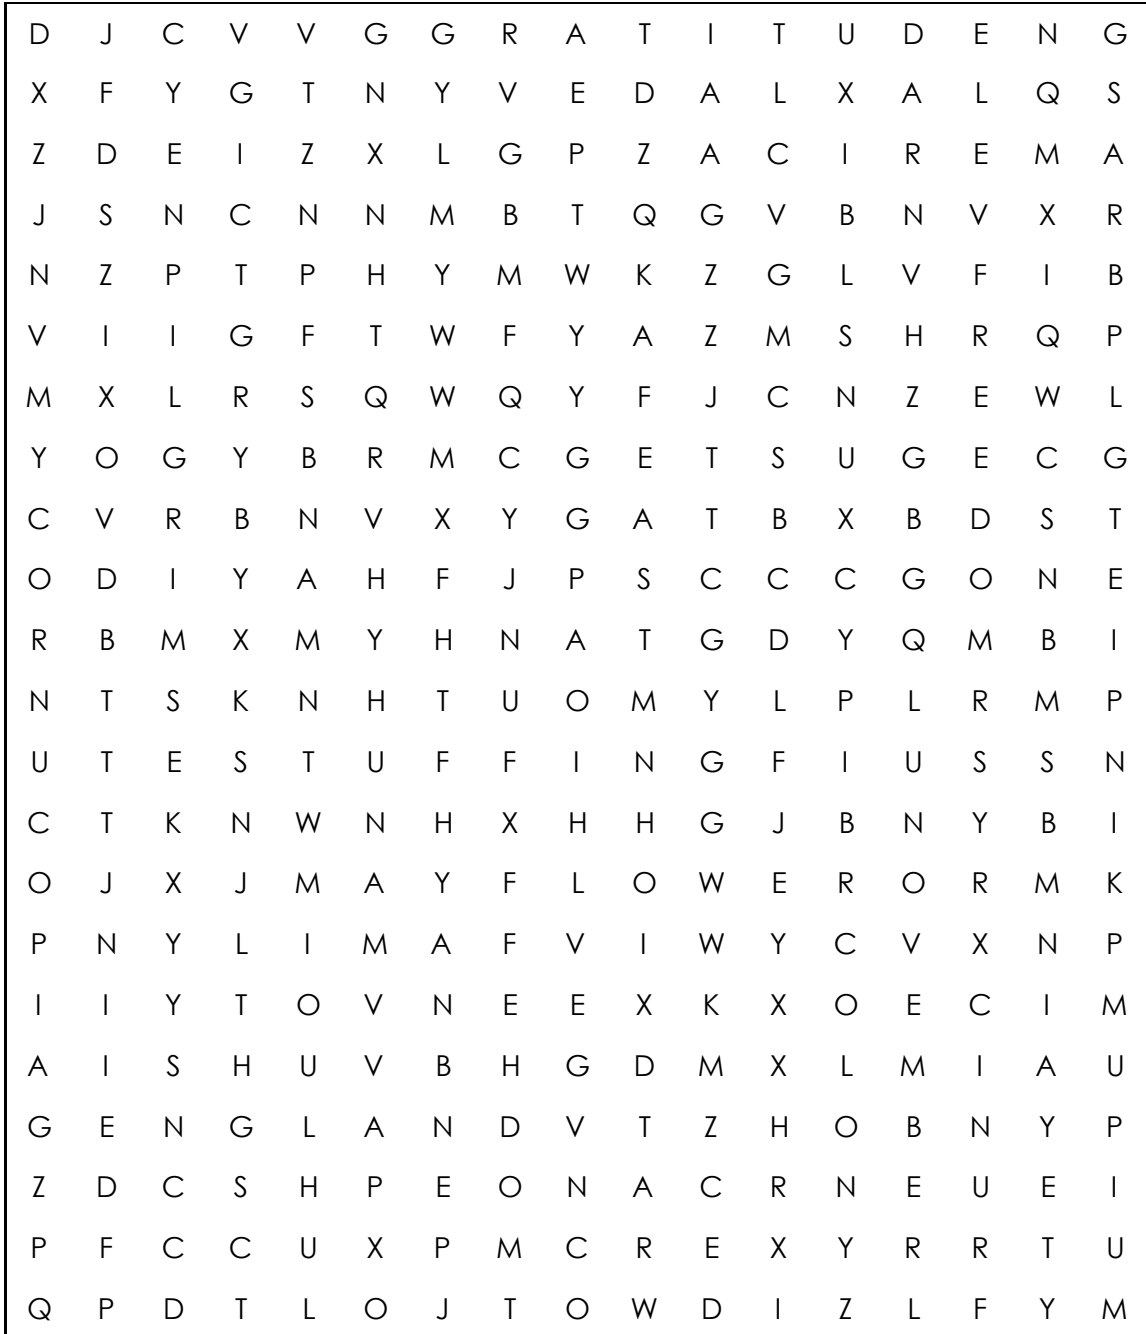 D J C V V G G R A T I T U D E N G
X F Y G T N Y V E D A L X A L Q S
Z D E I Z X L G P Z A C I R E M A
J S N C N N M B T Q G V B N V X R
N Z P T P H Y M W K Z G L V F I B
V I I G F T W F Y A Z M S H R Q P
M X L R S Q W Q Y F J C N Z E W L
Y O G Y B R M C G E T S U G E C G
C V R B N V X Y G A T B X B D S T
O D I Y A H F J P S C C C G O N E
R B M X M Y H N A T G D Y Q M B I
N T S K N H T U O M Y L P L R M P
U T E S T U F F I N G F I U S S N
C T K N W N H X H H G J B N Y B I
O J X J M A Y F L O W E R O R M K
P N Y L I M A F V I W Y C V X N P
I I Y T O V N E E X K X O E C I M
A I S H U V B H G D M X L M I A U
G E N G L A N D V T Z H O B N Y P
Z D C S H P E O N A C R N E U E I
P F C C U X P M C R E X Y R R T U
Q P D T L O J T O W D I Z L F Y M